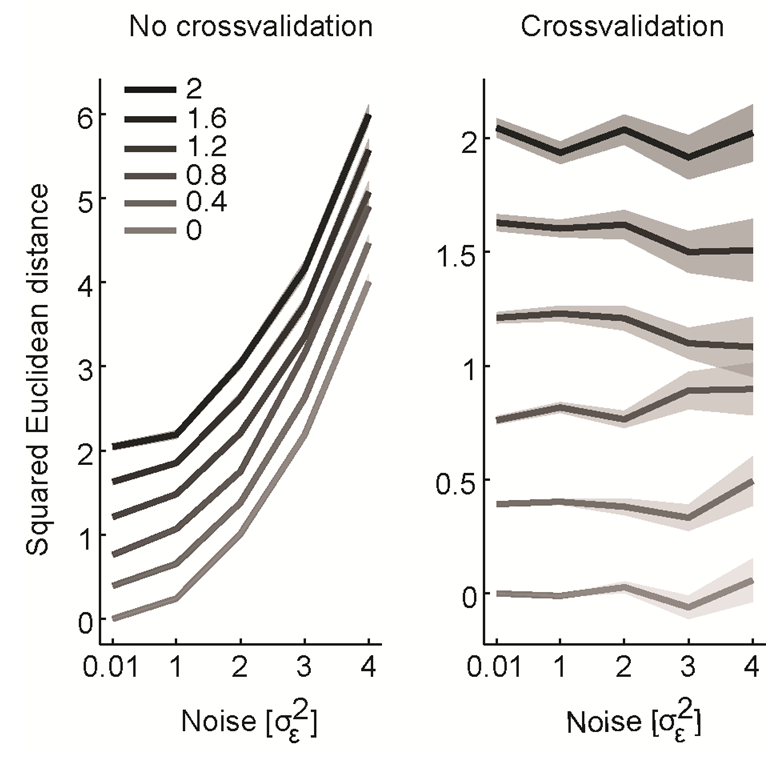 No crossvalidation
Crossvalidation
Squared Euclidean distance
6
5
4
3
2
1
0
2
1.6
1.2
0.8
0.4
0
0.01 1 2 3 4
Noise [σε2]
2
1.5
1
0.5
0
0.01 1 2 3 4
Noise [σε2]